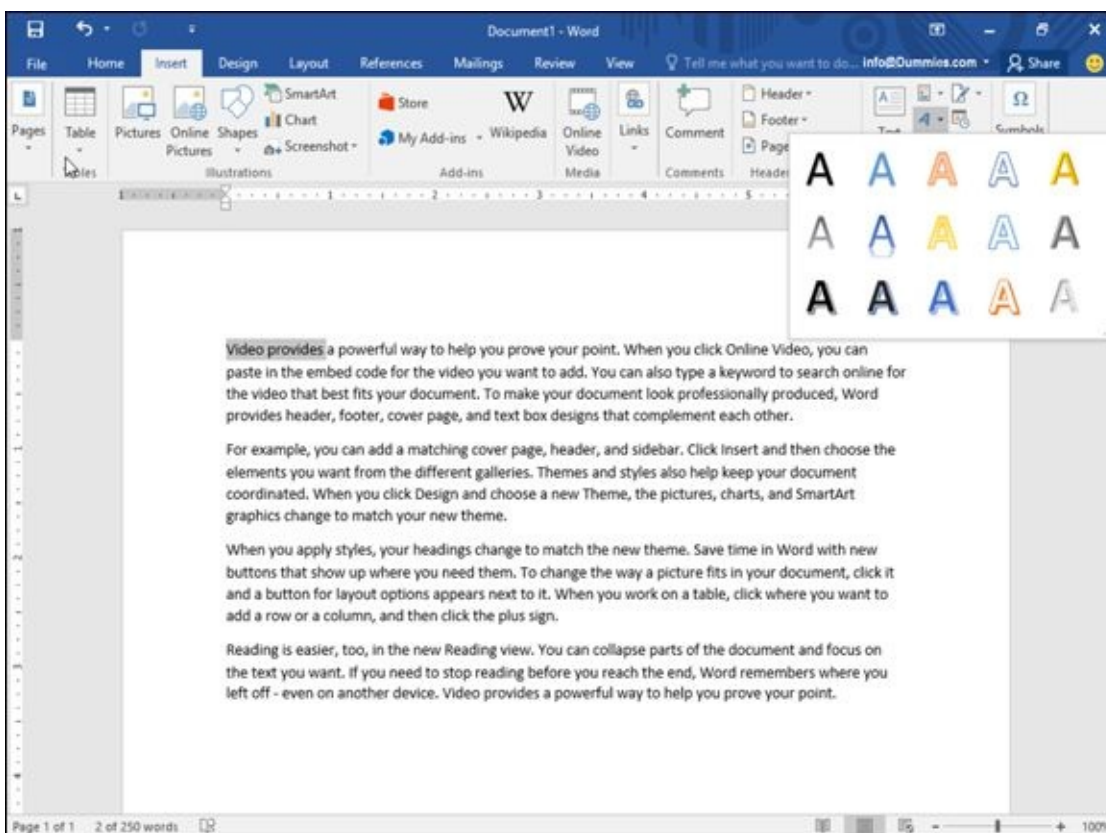 Document1 - Word
File Home Insert Design Layout References Mailings Review View Tell me what you want to do... info@Dummies.com Share
Pages
Table
Pictures
Online Pictures
Shapes
SmartArt
Chart
Screenshot
Store
My Add-ins
Wikipedia
Online Video
Links
Comment
Header
Footer
Page
Text
Symbols
Illustrations Add-ins Media Comments Header
A A A A A
A A A A A
A A A A A
1 1 2 3 4 5
Video provides a powerful way to help you prove your point. When you click Online Video, you can
paste in the embed code for the video you want to add. You can also type a keyword to search online for
the video that best fits your document. To make your document look professionally produced, Word
provides header, footer, cover page, and text box designs that complement each other.
For example, you can add a matching cover page, header, and sidebar. Click Insert and then choose the
elements you want from the different galleries. Themes and styles also help keep your document
coordinated. When you click Design and choose a new Theme, the pictures, charts, and SmartArt
graphics change to match your new theme.
When you apply styles, your headings change to match the new theme. Save time in Word with new
buttons that show up where you need them. To change the way a picture fits in your document, click it
and a button for layout options appears next to it. When you work on a table, click where you want to
add a row or a column, and then click the plus sign.
Reading is easier, too, in the new Reading view. You can collapse parts of the document and focus on
the text you want. If you need to stop reading before you reach the end, Word remembers where you
left off - even on another device. Video provides a powerful way to help you prove your point.
Page 1 of 1 2 of 250 words 100%